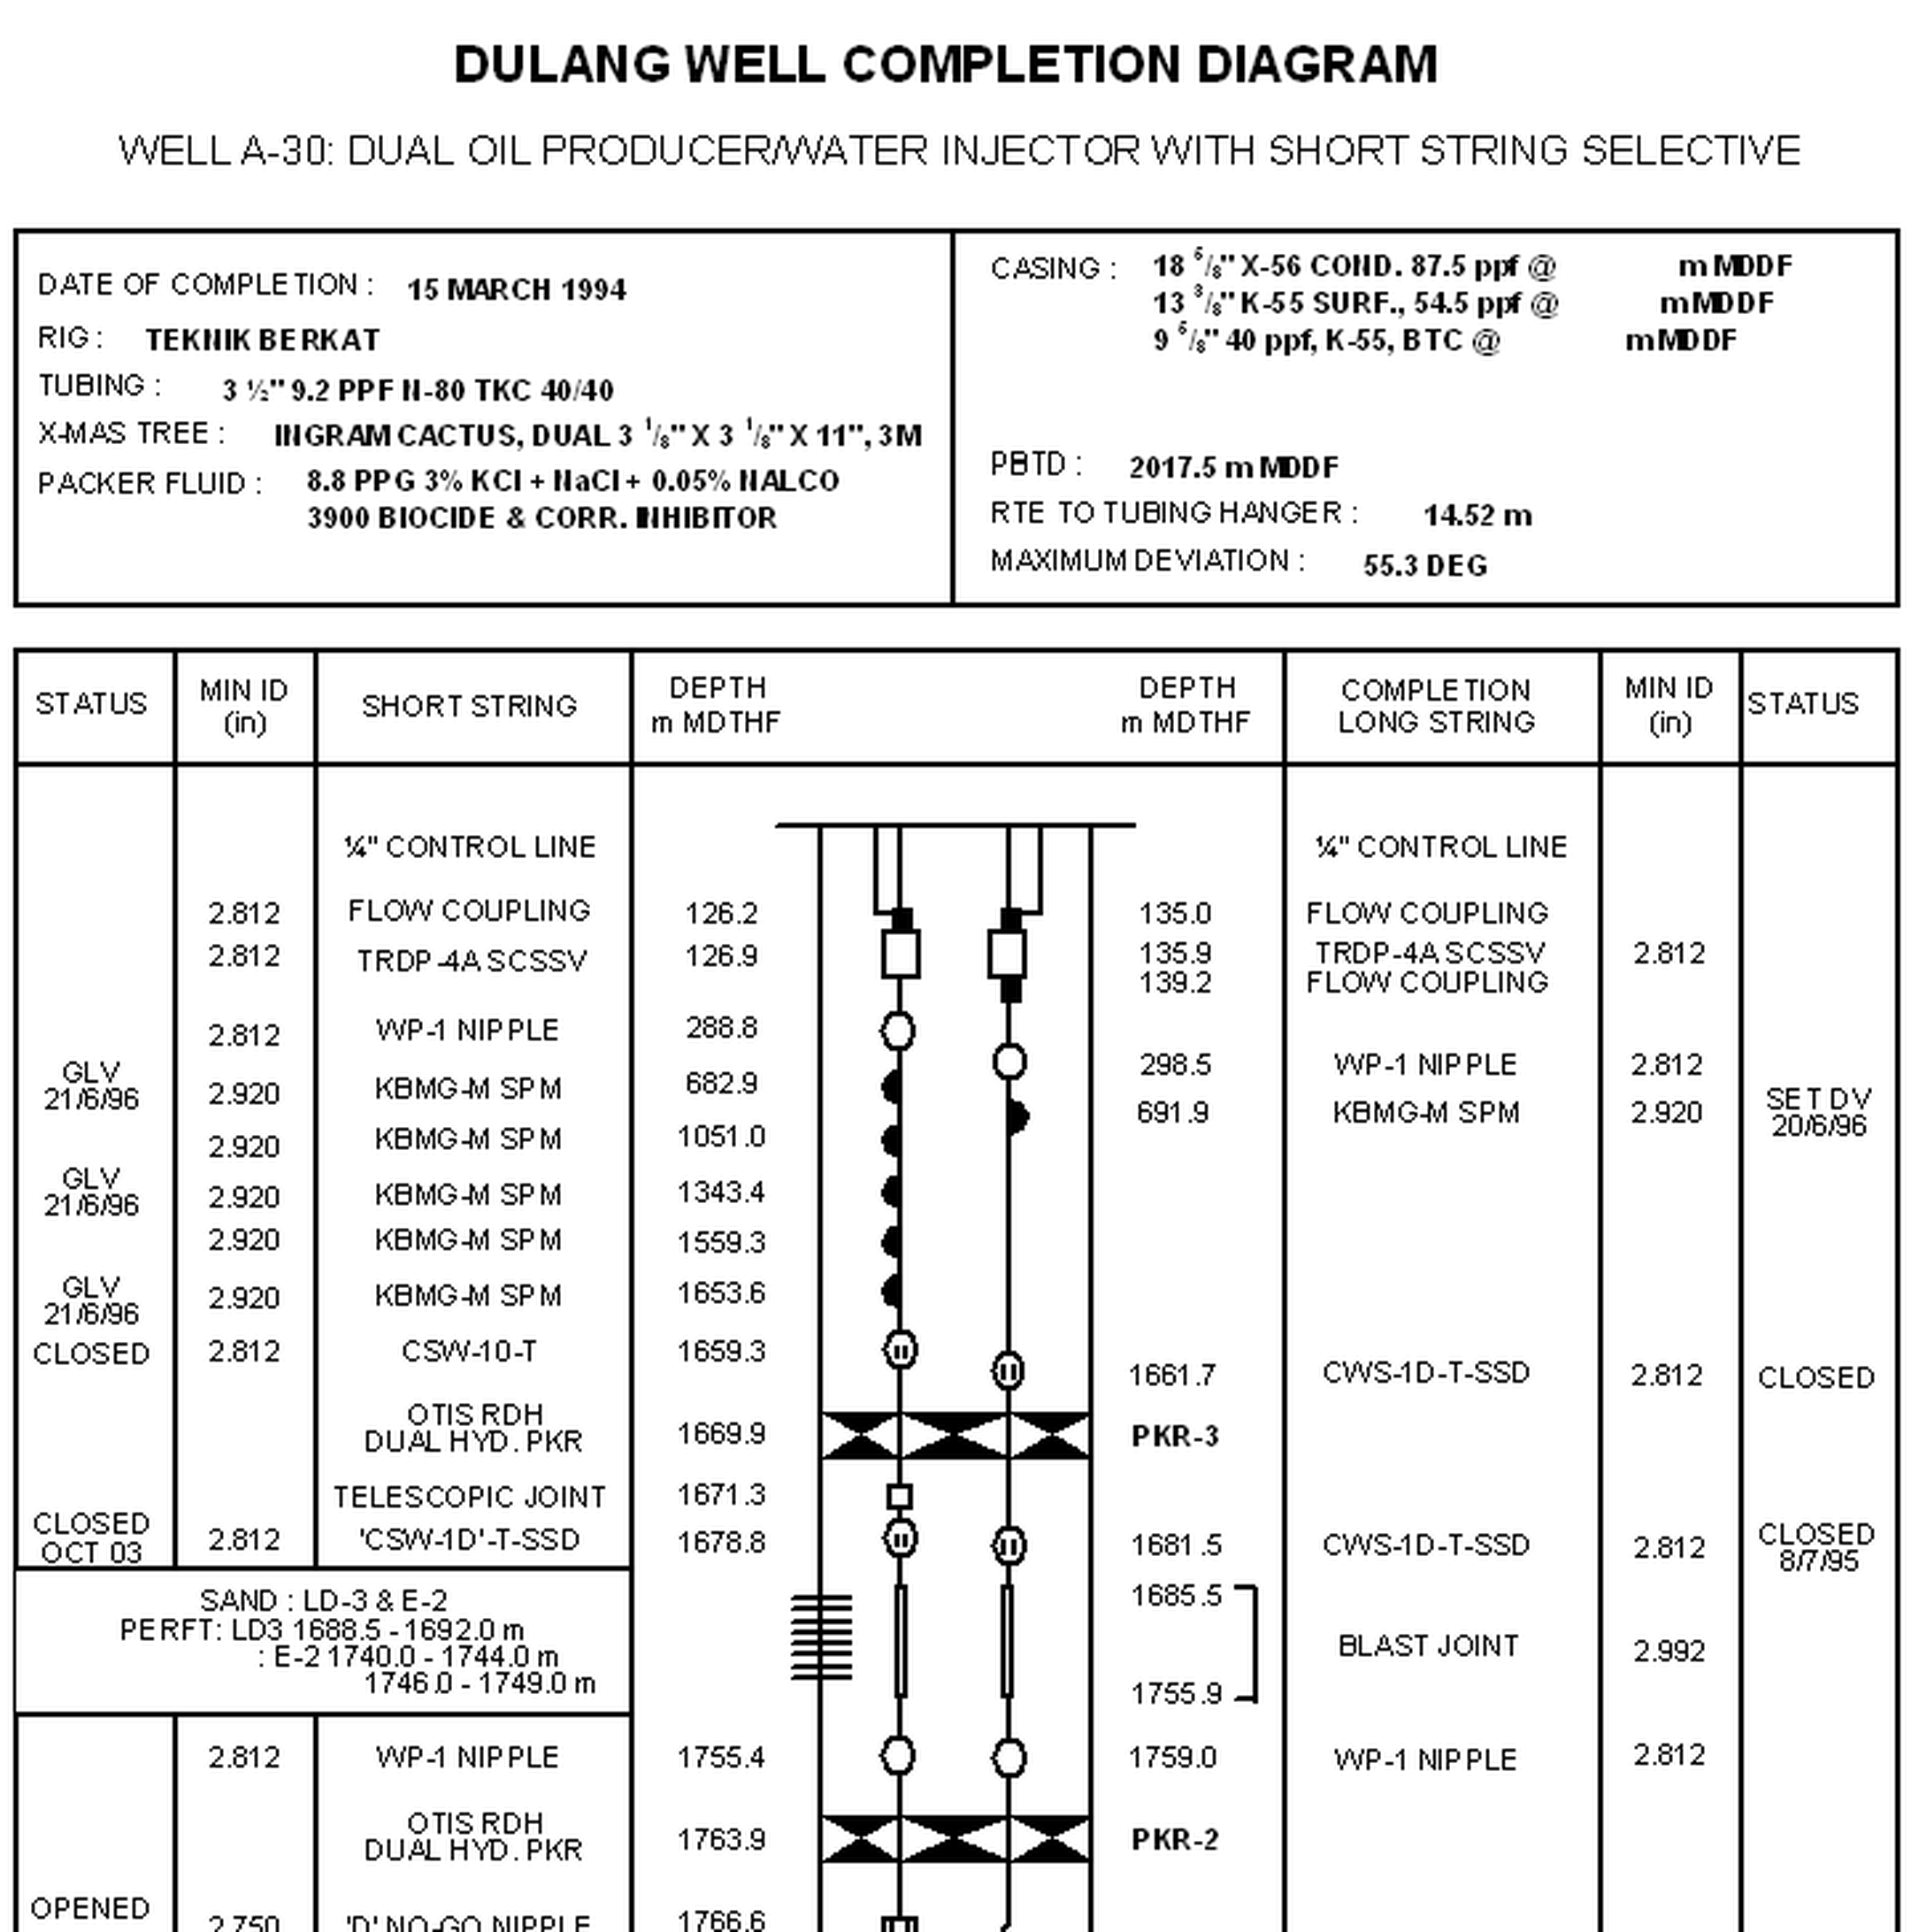 DULANG WELL COMPLETION DIAGRAM
WELL A-30: DUAL OIL PRODUCER/WATER INJECTOR WITH SHORT STRING SELECTIVE
DATE OF COMPLETION : 15 MARCH 1994
RIG : TEKNIK BERKAT
TUBING : 3 ½" 9.2 PPF N-80 TKC 40/40
X-MAS TREE : INGRAM CACTUS, DUAL 3 1/8" X 3 1/8" X 11", 3M
PACKER FLUID : 8.8 PPG 3% KCl + NaCl + 0.05% NALCO
3900 BIOCIDE & CORR. INHIBITOR
CASING : 18 5/8" X-56 COND. 87.5 ppf @ m MDDF
13 3/8" K-55 SURF., 54.5 ppf @ m MDDF
9 5/8" 40 ppf, K-55, BTC @ m MDDF
PBTD : 2017.5 m MDDF
RTE TO TUBING HANGER : 14.52 m
MAXIMUM DEVIATION : 55.3 DEG
STATUS MIN ID (in) SHORT STRING DEPTH m MDTHF DEPTH m MDTHF COMPLETION LONG STRING MIN ID (in) STATUS
¼" CONTROL LINE ¼" CONTROL LINE
2.812 FLOW COUPLING 126.2 135.0 FLOW COUPLING
2.812 TRDP-4A SCSSV 126.9 135.9 TRDP-4A SCSSV 2.812
139.2 FLOW COUPLING
2.812 WP-1 NIPPLE 288.8
298.5 WP-1 NIPPLE 2.812
GLV 21/6/96 2.920 KBMG-M SPM 682.9
691.9 KBMG-M SPM 2.920 SET DV 20/6/96
2.920 KBMG-M SPM 1051.0
GLV 21/6/96 2.920 KBMG-M SPM 1343.4
2.920 KBMG-M SPM 1559.3
GLV 21/6/96 2.920 KBMG-M SPM 1653.6
CLOSED 2.812 CSW-10-T 1659.3
1661.7 CWS-1D-T-SSD 2.812 CLOSED
OTIS RDH
DUAL HYD. PKR 1669.9 PKR-3
TELESCOPIC JOINT 1671.3
CLOSED OCT 03 2.812 'CSW-1D'-T-SSD 1678.8 1681.5 CWS-1D-T-SSD 2.812 CLOSED 8/7/95
SAND : LD-3 & E-2
PERFT: LD3 1688.5 - 1692.0 m
: E-2 1740.0 - 1744.0 m
1746.0 - 1749.0 m
1685.5
BLAST JOINT 2.992
1755.9
2.812 WP-1 NIPPLE 1755.4 1759.0 WP-1 NIPPLE 2.812
OTIS RDH
DUAL HYD. PKR 1763.9 PKR-2
OPENED
2.750 'D' NO-GO NIPPLE 1766.6